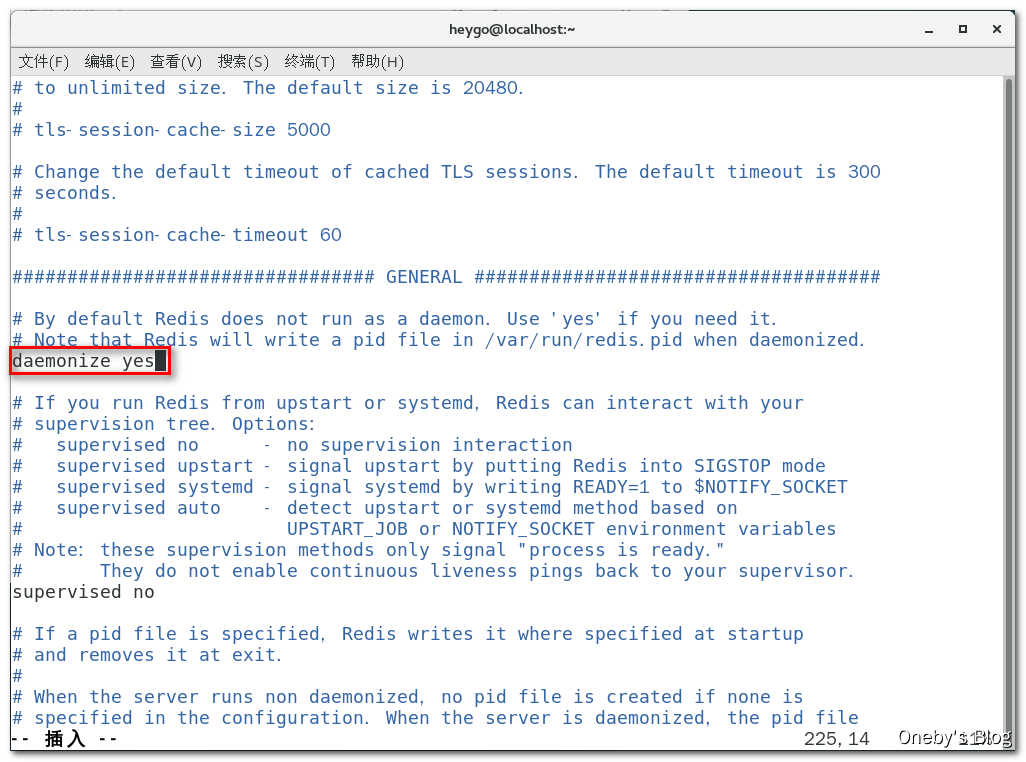 heygo@localhost:~
文件(F) 编辑(E) 查看(V) 搜索(S) 终端(T) 帮助(H)
# to unlimited size. The default size is 20480.
#
# tls-session-cache-size 5000
# Change the default timeout of cached TLS sessions. The default timeout is 300
# seconds.
#
# tls-session-cache-timeout 60
################################# GENERAL #####################################
# By default Redis does not run as a daemon. Use 'yes' if you need it.
# Note that Redis will write a pid file in /var/run/redis.pid when daemonized.
daemonize yes
# If you run Redis from upstart or systemd, Redis can interact with your
# supervision tree. Options:
#   supervised no      - no supervision interaction
#   supervised upstart - signal upstart by putting Redis into SIGSTOP mode
#   supervised systemd - signal systemd by writing READY=1 to $NOTIFY_SOCKET
#   supervised auto    - detect upstart or systemd method based on
#                        UPSTART_JOB or NOTIFY_SOCKET environment variables
# Note: these supervision methods only signal "process is ready."
#       They do not enable continuous liveness pings back to your supervisor.
supervised no
# If a pid file is specified, Redis writes it where specified at startup
# and removes it at exit.
#
# When the server runs non daemonized, no pid file is created if none is
# specified in the configuration. When the server is daemonized, the pid file
-- 插入 -- 225,14 11%
Oneby's Blog